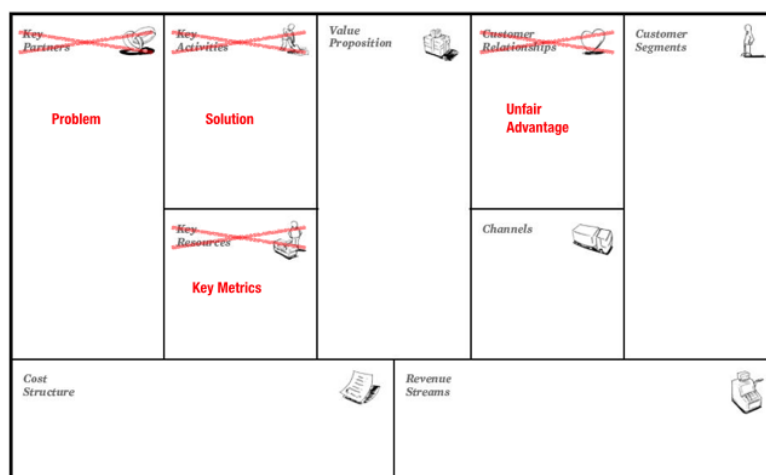 Key
Partners
Problem
Key
Activities
Solution
Key
Resources
Key Metrics
Value
Proposition
Customer
Relationships
Unfair
Advantage
Channels
Customer
Segments
Cost
Structure
Revenue
Streams